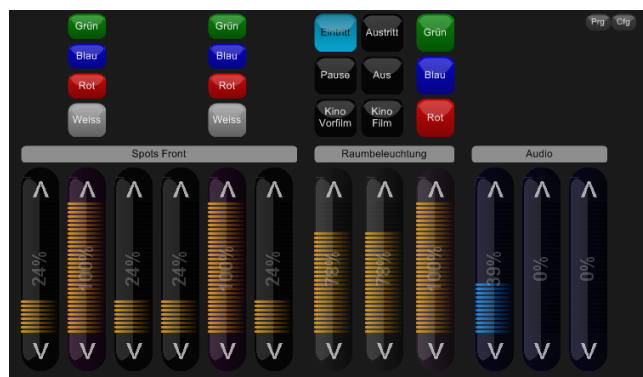 Grün
Grün
Eintritt
Austritt
Grün
Prg
Cfg
Blau
Blau
Pause
Aus
Blau
Rot
Rot
Weiss
Weiss
Kino
Vorfilm
Kino
Film
Rot
Spots Front
Raumbeleuchtung
Audio
24%
100%
24%
24%
100%
24%
78%
78%
100%
39%
0%
0%